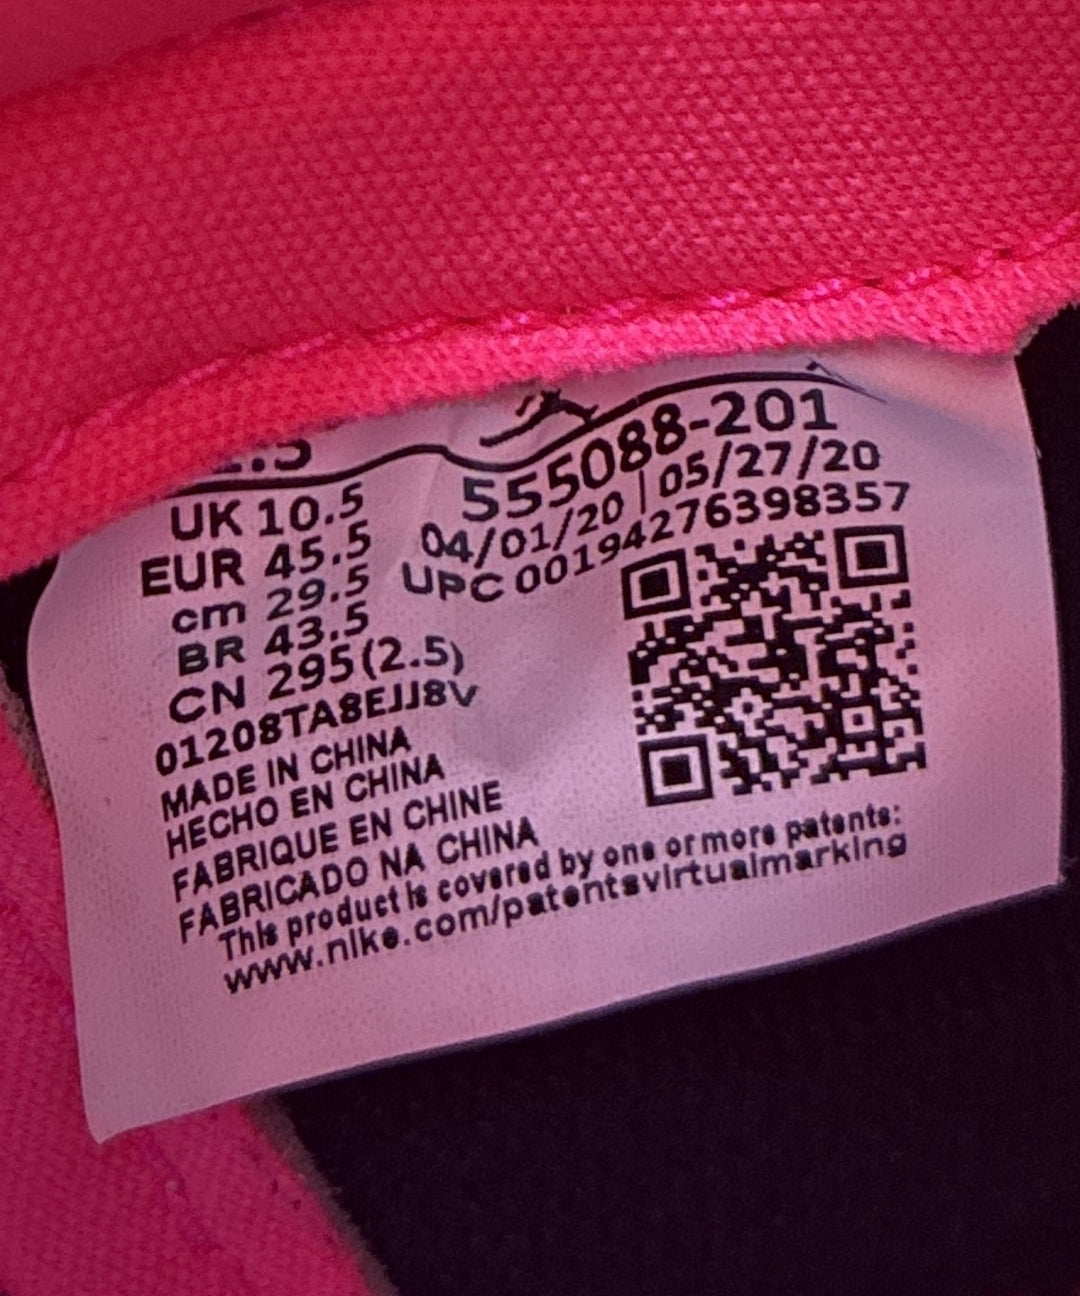 UK 10.5
EUR 45.5
cm 29.5
BR 43.5
CN 295(2.5)
01208TA8EJJ8V
MADE IN CHINA
HECHO EN CHINA
FABRIQUE EN CHINE
FABRICADO NA CHINA
555088-201
04/01/20 | 05/27/20
UPC 00194276398357
This product is covered by one or more patents:
www.nike.com/patentsvirtualmarking